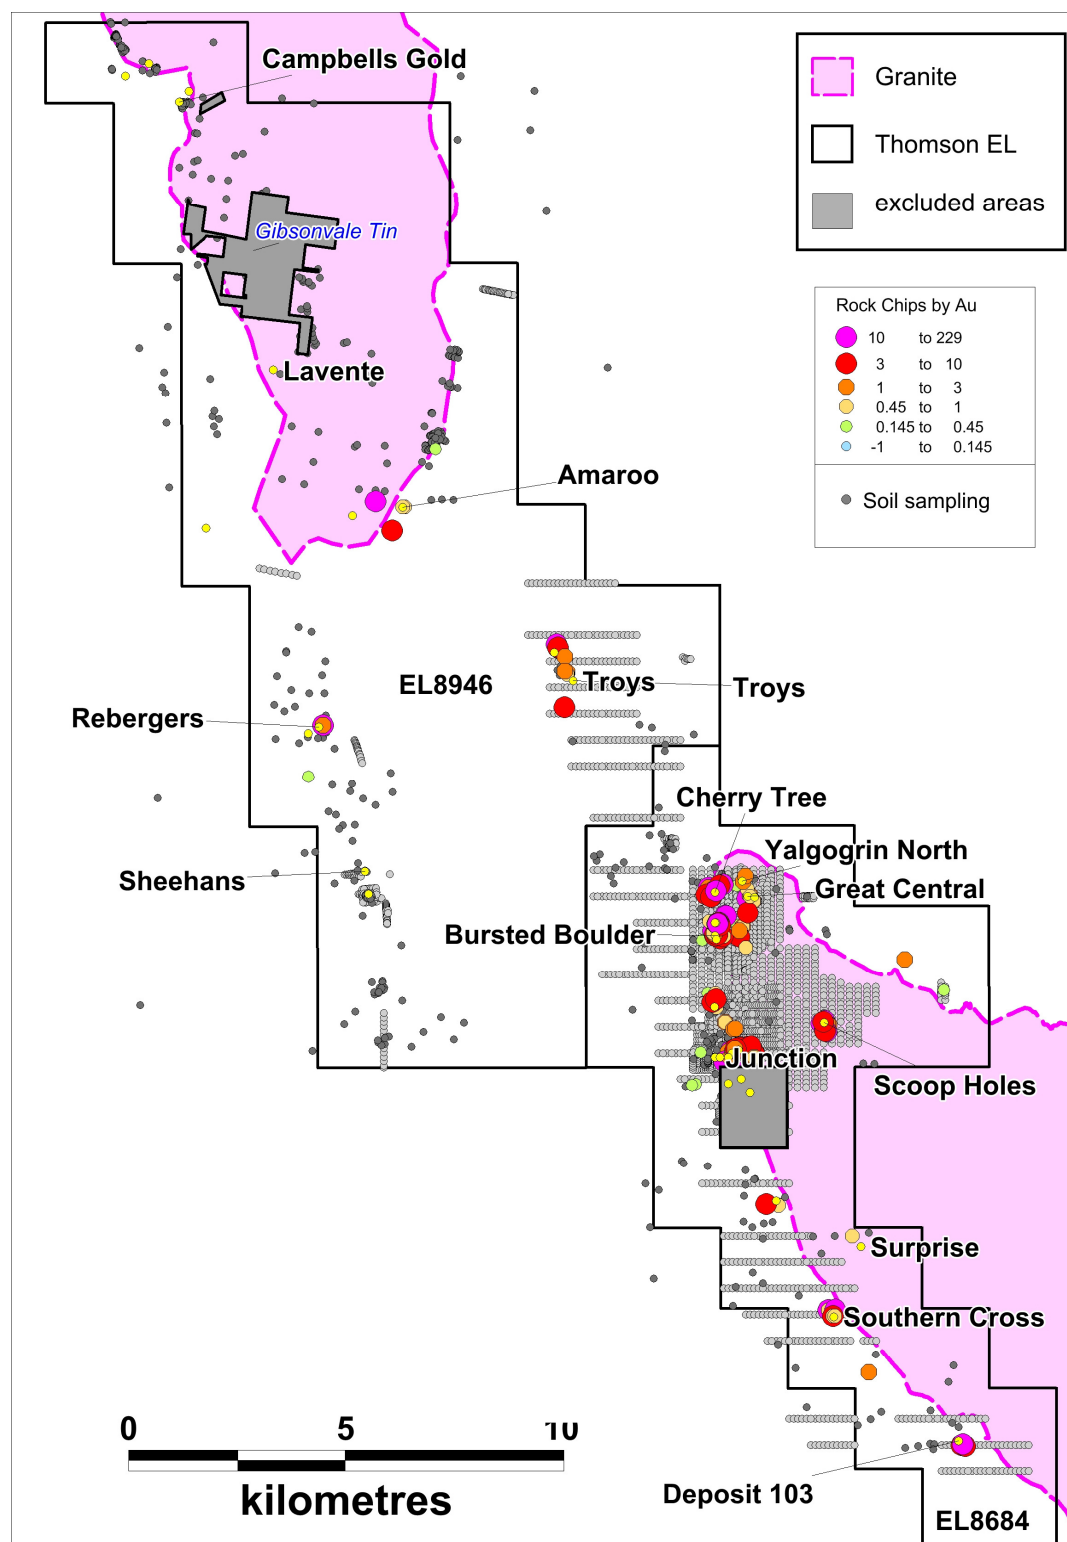 Campbells Gold
Granite
Thomson EL
excluded areas
Gibsonvale Tin
Rock Chips by Au
10 to 229
3 to 10
1 to 3
0.45 to 1
0.145 to 0.45
-1 to 0.145
Soil sampling
Lavente
Amaroo
EL8946
Troys
Troys
Rebergers
Cherry Tree
Yalgogrin North
Sheehans
Great Central
Bursted Boulder
Junction
Scoop Holes
Surprise
Southern Cross
0 5 10
kilometres
Deposit 103
EL8684